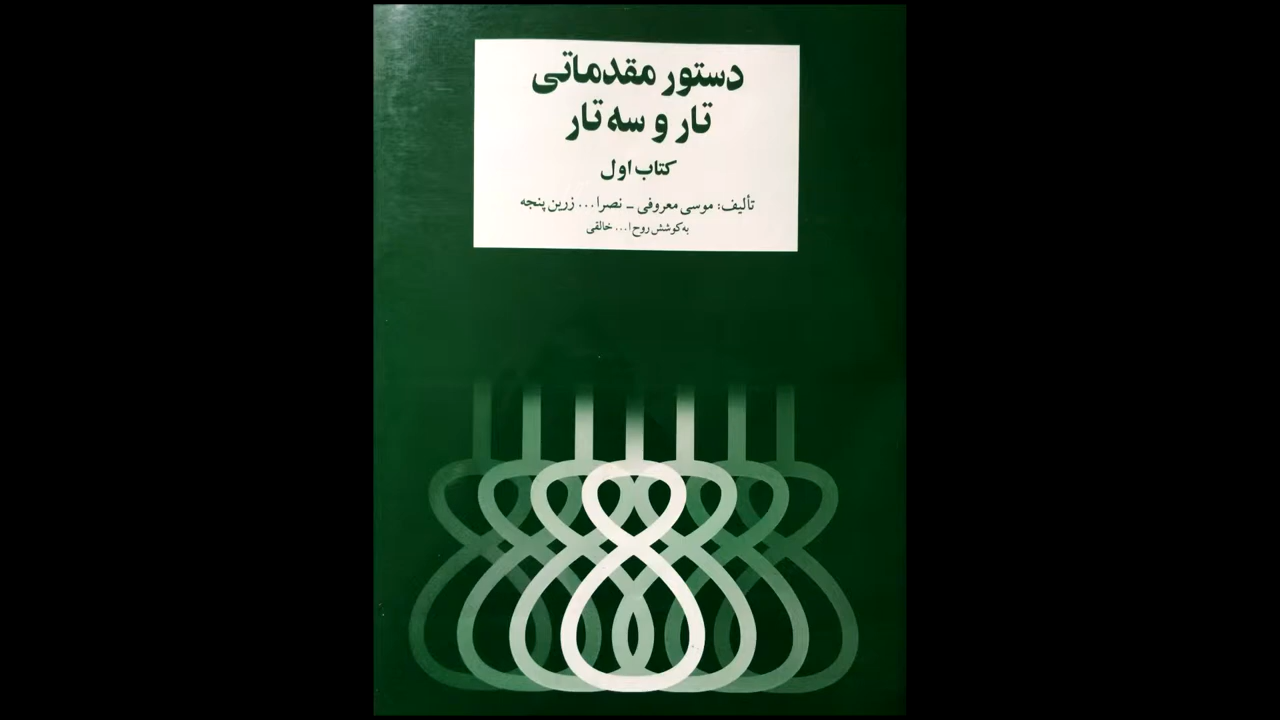 دستور مقدماتی
تار و سه تار
کتاب اول
تألیف: موسی معروفی ـ نصرا... زرین پنجه
به کوشش روح ا... خالقی